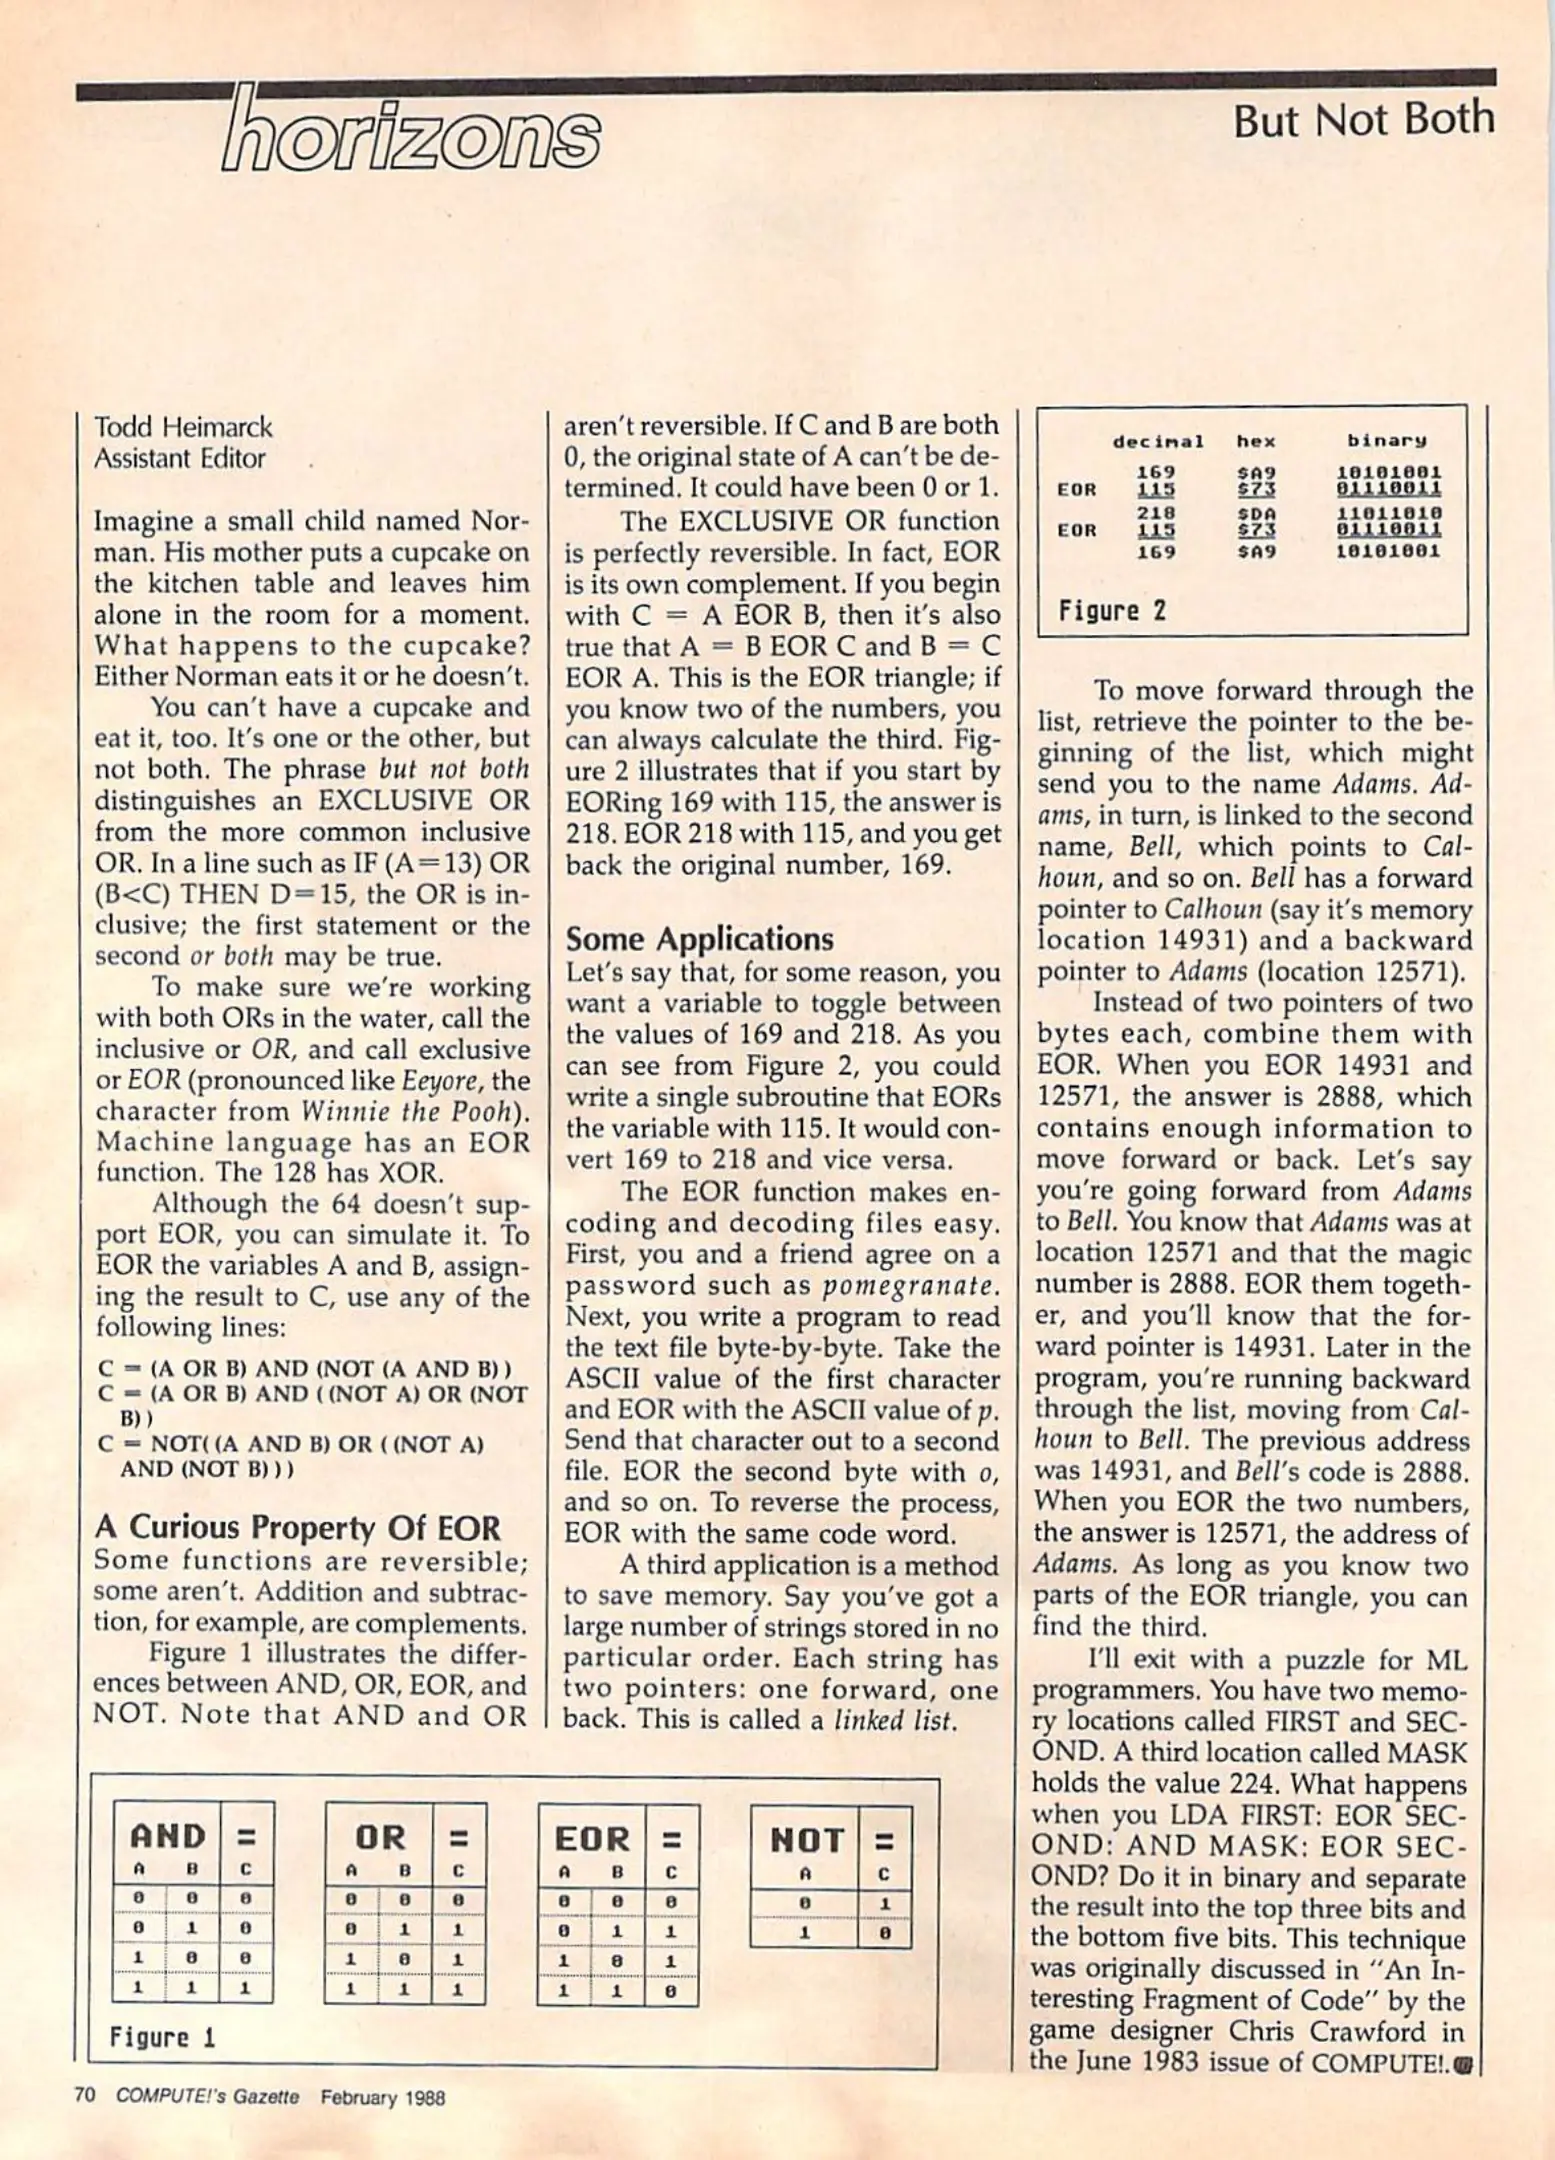 horizons
But Not Both
Todd Heimarck
Assistant Editor
Imagine a small child named Nor-
man. His mother puts a cupcake on
the kitchen table and leaves him
alone in the room for a moment.
What happens to the cupcake?
Either Norman eats it or he doesn't.
You can't have a cupcake and
eat it, too. It's one or the other, but
not both. The phrase but not both
distinguishes an EXCLUSIVE OR
from the more common inclusive
OR. In a line such as IF (A=13) OR
(B<C) THEN D=15, the OR is in-
clusive; the first statement or the
second or both may be true.
To make sure we're working
with both ORs in the water, call the
inclusive or OR, and call exclusive
or EOR (pronounced like Eeyore, the
character from Winnie the Pooh).
Machine language has an EOR
function. The 128 has XOR.
Although the 64 doesn't sup-
port EOR, you can simulate it. To
EOR the variables A and B, assign-
ing the result to C, use any of the
following lines:
C = (A OR B) AND (NOT (A AND B))
C = (A OR B) AND ((NOT A) OR (NOT
B))
C = NOT((A AND B) OR ((NOT A)
AND (NOT B)))
A Curious Property Of EOR
Some functions are reversible;
some aren't. Addition and subtrac-
tion, for example, are complements.
Figure 1 illustrates the differ-
ences between AND, OR, EOR, and
NOT. Note that AND and OR
aren't reversible. If C and B are both
0, the original state of A can't be de-
termined. It could have been 0 or 1.
The EXCLUSIVE OR function
is perfectly reversible. In fact, EOR
is its own complement. If you begin
with C = A EOR B, then it's also
true that A = B EOR C and B = C
EOR A. This is the EOR triangle; if
you know two of the numbers, you
can always calculate the third. Fig-
ure 2 illustrates that if you start by
EORing 169 with 115, the answer is
218. EOR 218 with 115, and you get
back the original number, 169.
Some Applications
Let's say that, for some reason, you
want a variable to toggle between
the values of 169 and 218. As you
can see from Figure 2, you could
write a single subroutine that EORs
the variable with 115. It would con-
vert 169 to 218 and vice versa.
The EOR function makes en-
coding and decoding files easy.
First, you and a friend agree on a
password such as pomegranate.
Next, you write a program to read
the text file byte-by-byte. Take the
ASCII value of the first character
and EOR with the ASCII value of p.
Send that character out to a second
file. EOR the second byte with o,
and so on. To reverse the process,
EOR with the same code word.
A third application is a method
to save memory. Say you've got a
large number of strings stored in no
particular order. Each string has
two pointers: one forward, one
back. This is called a linked list.
decimal hex binary
169 $A9 10101001
EOR 115 $73 01110011
218 $DA 11011010
EOR 115 $73 01110011
169 $A9 10101001
Figure 2
To move forward through the
list, retrieve the pointer to the be-
ginning of the list, which might
send you to the name Adams. Ad-
ams, in turn, is linked to the second
name, Bell, which points to Cal-
houn, and so on. Bell has a forward
pointer to Calhoun (say it's memory
location 14931) and a backward
pointer to Adams (location 12571).
Instead of two pointers of two
bytes each, combine them with
EOR. When you EOR 14931 and
12571, the answer is 2888, which
contains enough information to
move forward or back. Let's say
you're going forward from Adams
to Bell. You know that Adams was at
location 12571 and that the magic
number is 2888. EOR them togeth-
er, and you'll know that the for-
ward pointer is 14931. Later in the
program, you're running backward
through the list, moving from Cal-
houn to Bell. The previous address
was 14931, and Bell's code is 2888.
When you EOR the two numbers,
the answer is 12571, the address of
Adams. As long as you know two
parts of the EOR triangle, you can
find the third.
I'll exit with a puzzle for ML
programmers. You have two memo-
ry locations called FIRST and SEC-
OND. A third location called MASK
holds the value 224. What happens
when you LDA FIRST: EOR SEC-
OND: AND MASK: EOR SEC-
OND? Do it in binary and separate
the result into the top three bits and
the bottom five bits. This technique
was originally discussed in "An In-
teresting Fragment of Code" by the
game designer Chris Crawford in
the June 1983 issue of COMPUTE!.
AND =
A B C
0 0 0
0 1 0
1 0 0
1 1 1
OR =
A B C
0 0 0
0 1 1
1 0 1
1 1 1
EOR =
A B C
0 0 0
0 1 1
1 0 1
1 1 0
NOT =
A C
0 1
1 0
Figure 1
70 COMPUTE!'s Gazette February 1988